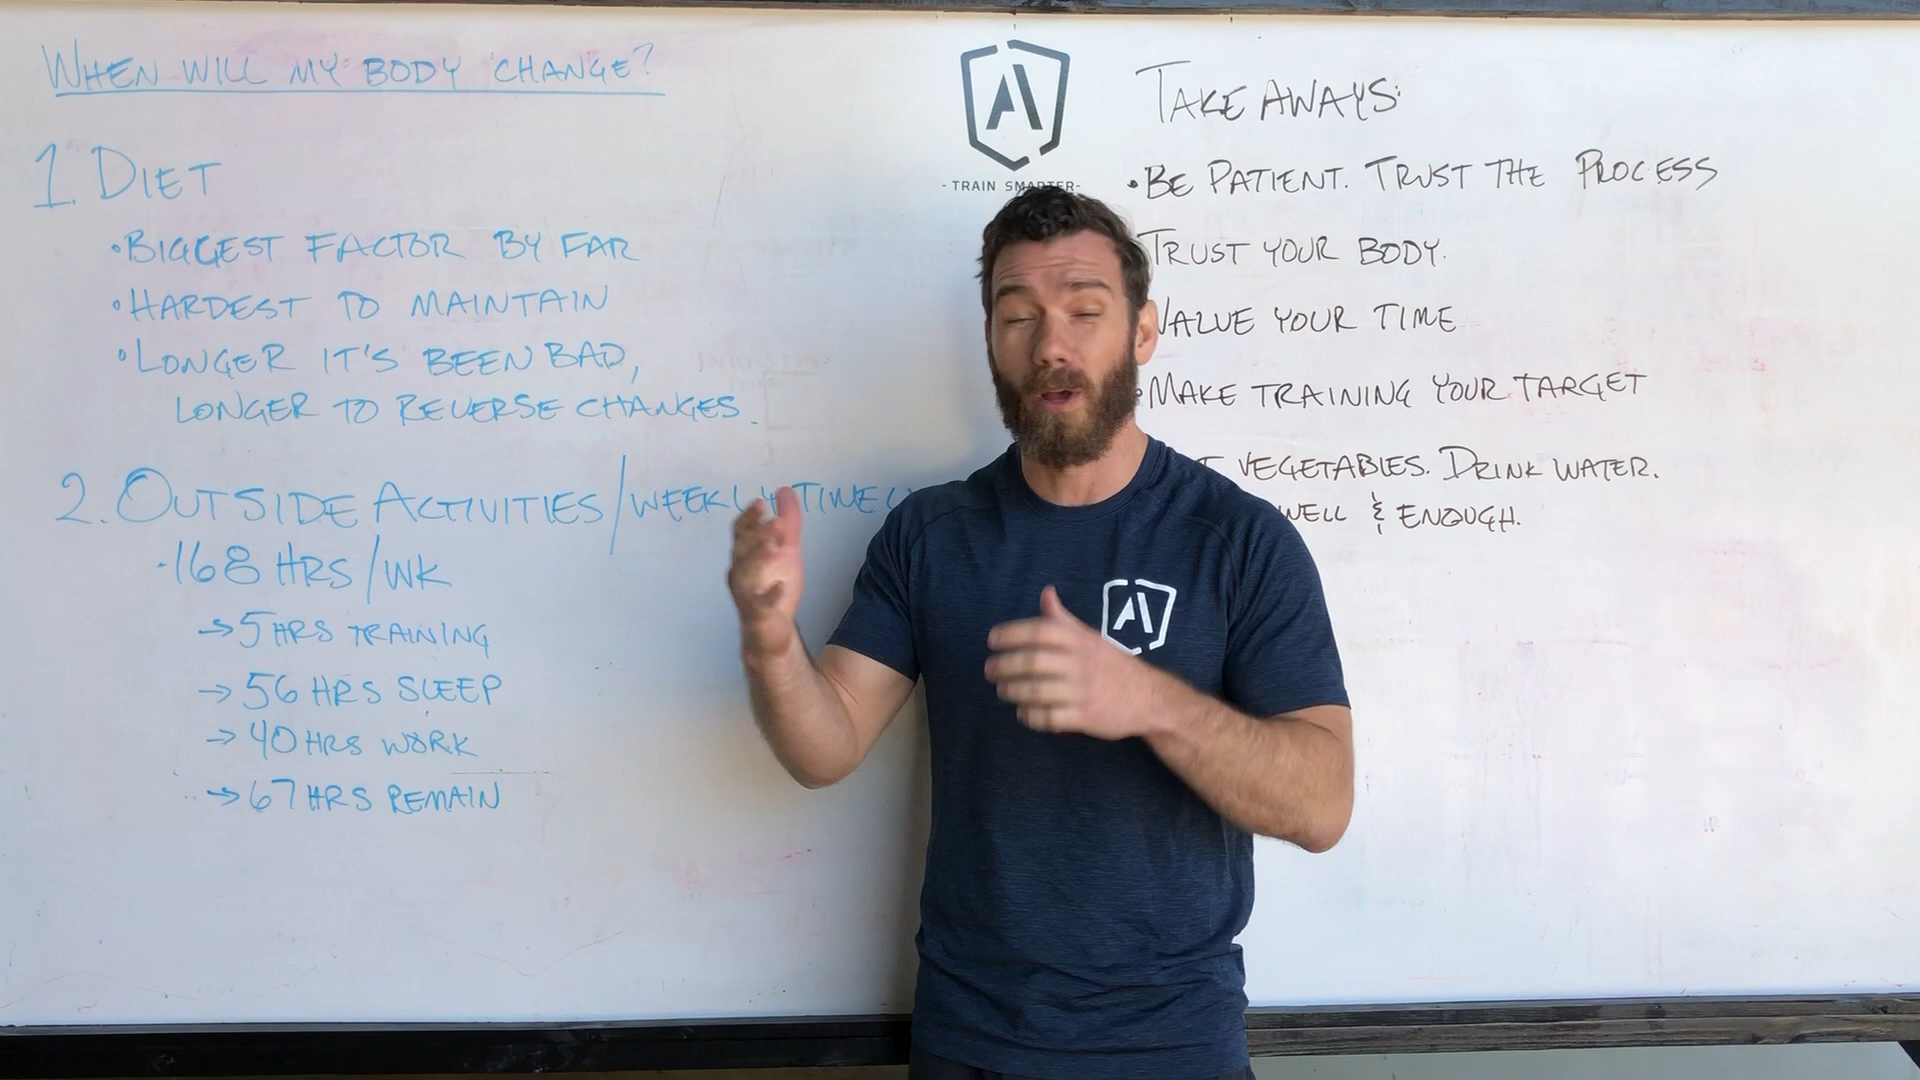 WHEN WILL MY BODY CHANGE?
1. DIET
• BIGGEST FACTOR BY FAR
• HARDEST TO MAINTAIN
• LONGER IT'S BEEN BAD,
LONGER TO REVERSE CHANGES.
2. OUTSIDE ACTIVITIES/WEEKLY TIME
• 168 HRS/WK
→ 5 HRS TRAINING
→ 56 HRS SLEEP
→ 40 HRS WORK
→ 67 HRS REMAIN
A
- TRAIN SMARTER -
TAKE AWAYS:
• BE PATIENT. TRUST THE PROCESS
TRUST YOUR BODY.
VALUE YOUR TIME
• MAKE TRAINING YOUR TARGET
VEGETABLES. DRINK WATER.
WELL & ENOUGH.
A